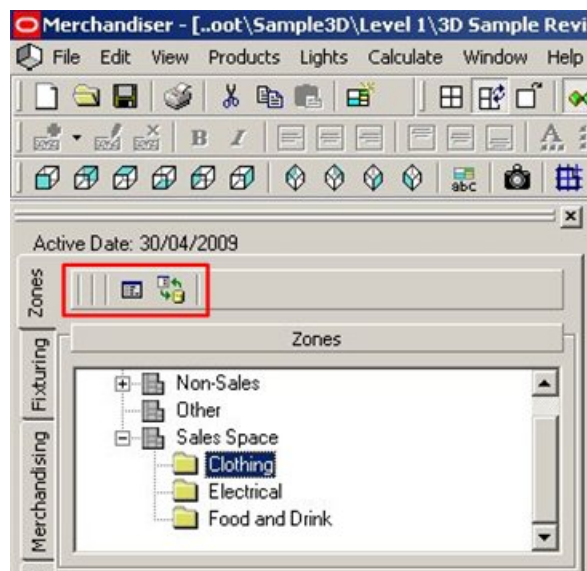 Merchandiser - [..oot\Sample3D\Level 1\3D Sample Revi
File Edit View Products Lights Calculate Window Help
B I A
abc
Active Date: 30/04/2009
Zones
Fixturing
Merchandising
Zones
Non-Sales
Other
Sales Space
Clothing
Electrical
Food and Drink